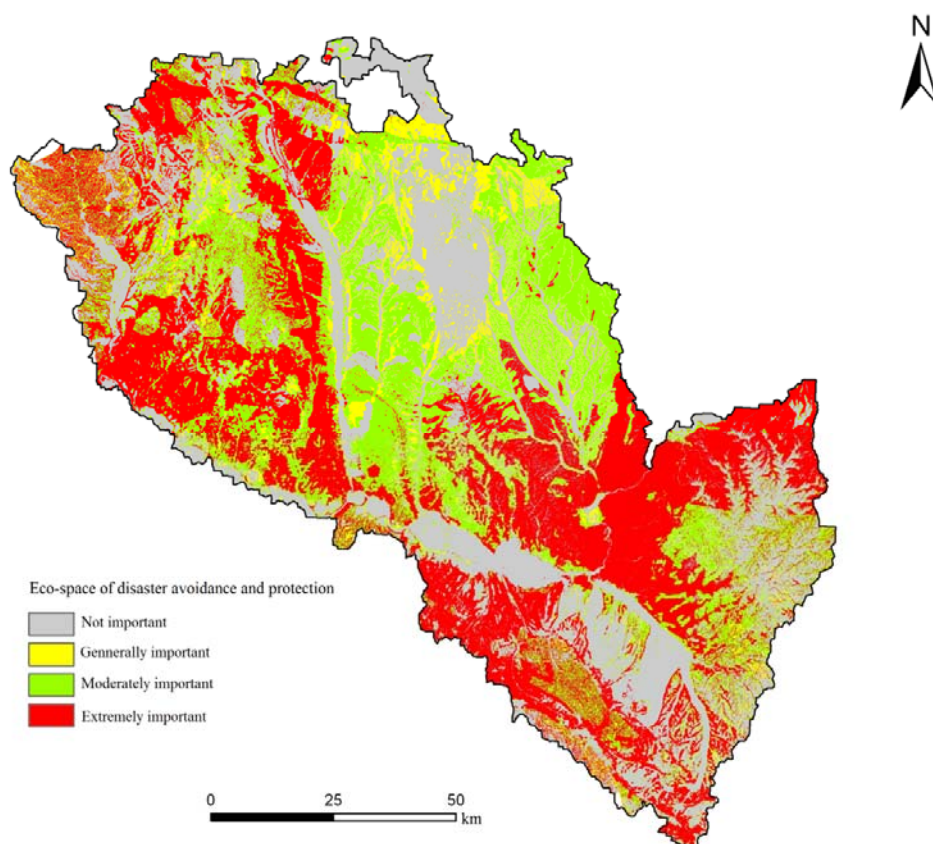 N
Eco-space of disaster avoidance and protection
Not important
Gennerally important
Moderately important
Extremely important
0 25 50
km